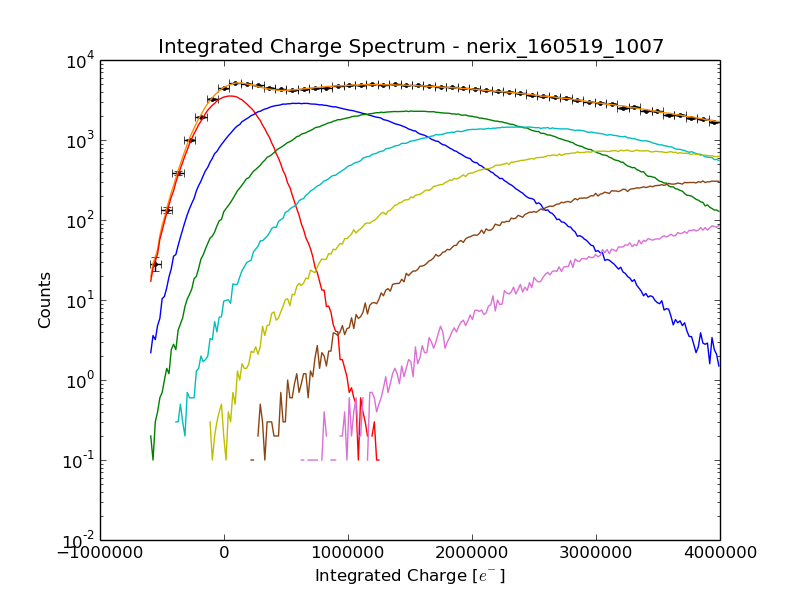 Integrated Charge Spectrum - nerix_160519_1007
10^4
10^3
10^2
10^1
10^0
10^-1
10^-2
Counts
−1000000 0 1000000 2000000 3000000 4000000
Integrated Charge [e^-]